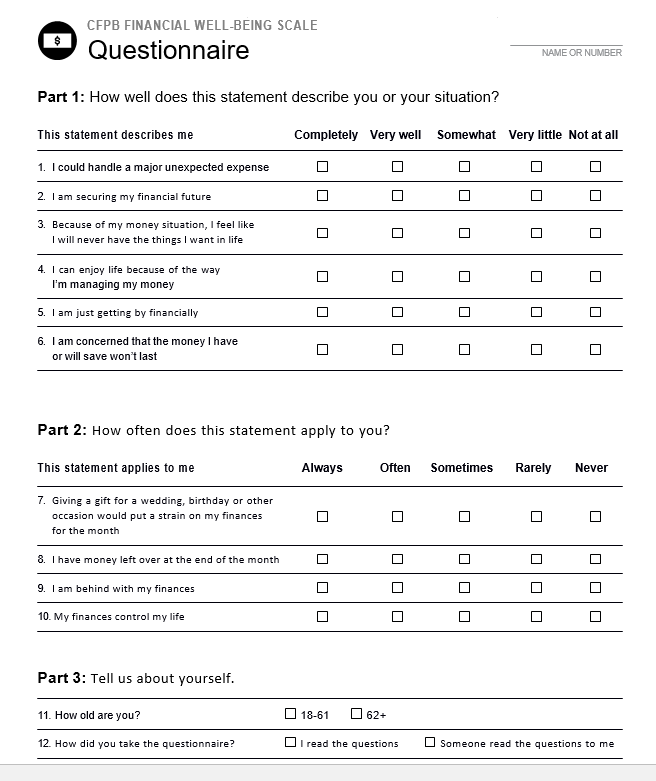 CFPB FINANCIAL WELL-BEING SCALE
Questionnaire
NAME OR NUMBER
Part 1: How well does this statement describe you or your situation?
This statement describes me Completely Very well Somewhat Very little Not at all
1. I could handle a major unexpected expense
2. I am securing my financial future
3. Because of my money situation, I feel like
I will never have the things I want in life
4. I can enjoy life because of the way
I'm managing my money
5. I am just getting by financially
6. I am concerned that the money I have
or will save won't last
Part 2: How often does this statement apply to you?
This statement applies to me Always Often Sometimes Rarely Never
7. Giving a gift for a wedding, birthday or other
occasion would put a strain on my finances
for the month
8. I have money left over at the end of the month
9. I am behind with my finances
10. My finances control my life
Part 3: Tell us about yourself.
11. How old are you? 18-61 62+
12. How did you take the questionnaire? I read the questions Someone read the questions to me